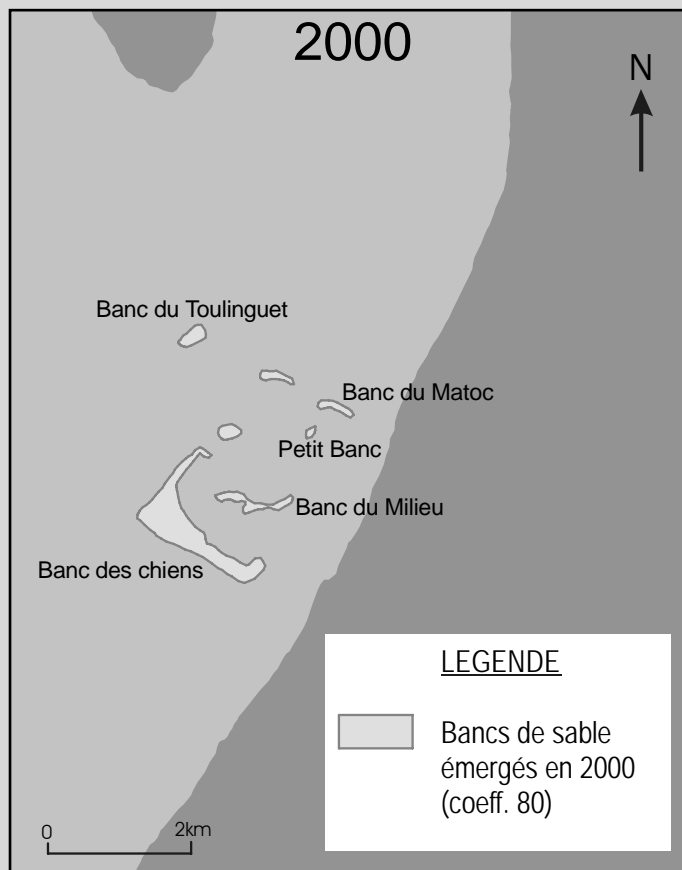 2000
N
Banc du Toulinguet
Banc du Matoc
Petit Banc
Banc du Milieu
Banc des chiens
LEGENDE
Bancs de sable
émergés en 2000
(coeff. 80)
0 2km